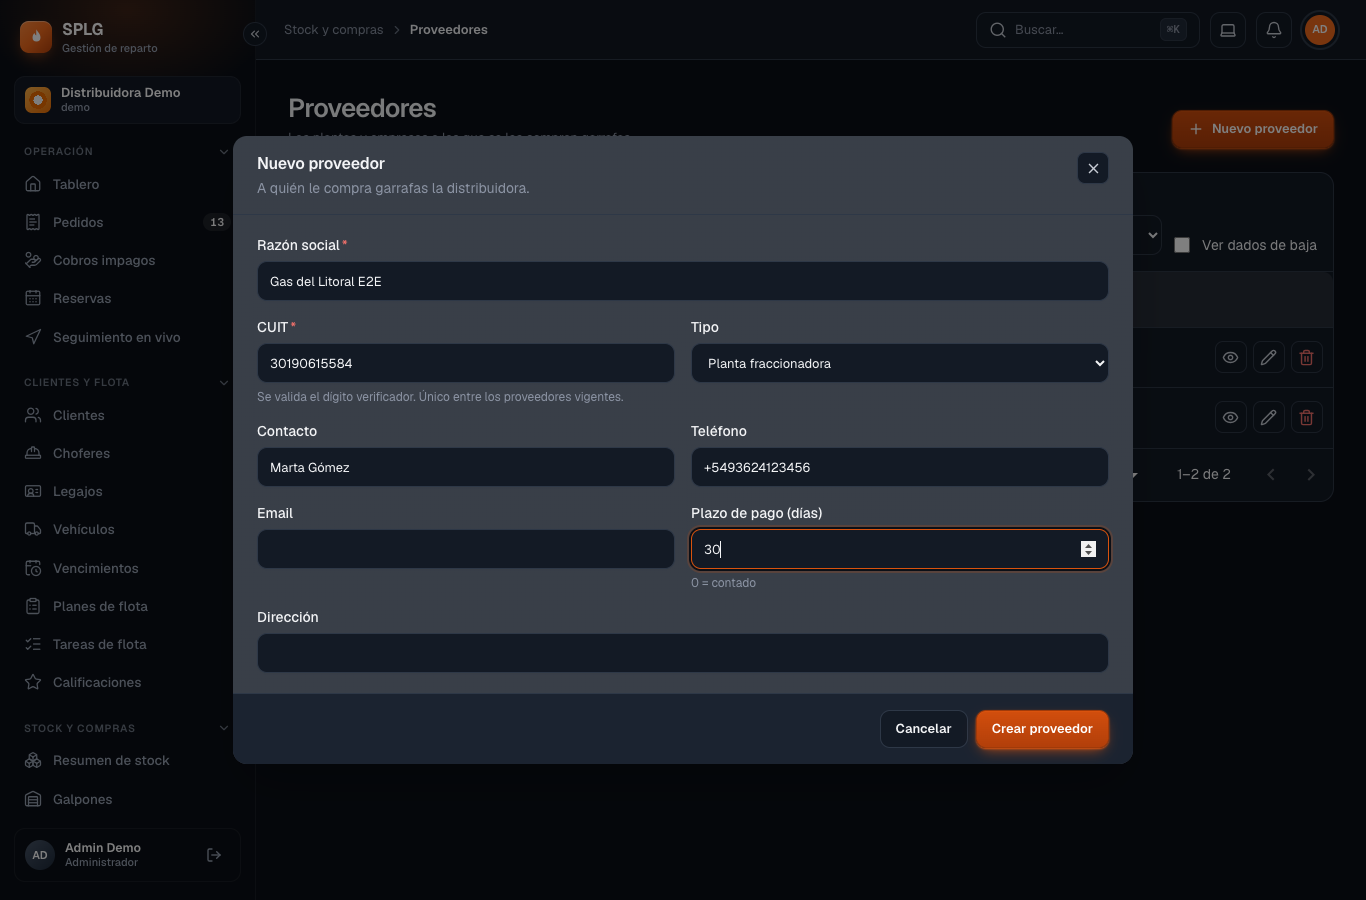 SPLG
Gestión de reparto
Distribuidora Demo
demo
OPERACIÓN
Tablero
Pedidos 13
Cobros impagos
Reservas
Seguimiento en vivo
CLIENTES Y FLOTA
Clientes
Choferes
Legajos
Vehículos
Vencimientos
Planes de flota
Tareas de flota
Calificaciones
STOCK Y COMPRAS
Resumen de stock
Galpones
AD
Admin Demo
Administrador
Stock y compras > Proveedores
Buscar... ⌘K
AD
Proveedores
+ Nuevo proveedor
Ver dados de baja
1–2 de 2
Nuevo proveedor
A quién le compra garrafas la distribuidora.
Razón social *
Gas del Litoral E2E
CUIT * Tipo
30190615584 Planta fraccionadora
Se valida el dígito verificador. Único entre los proveedores vigentes.
Contacto Teléfono
Marta Gómez +5493624123456
Email Plazo de pago (días)
30
0 = contado
Dirección
Cancelar Crear proveedor